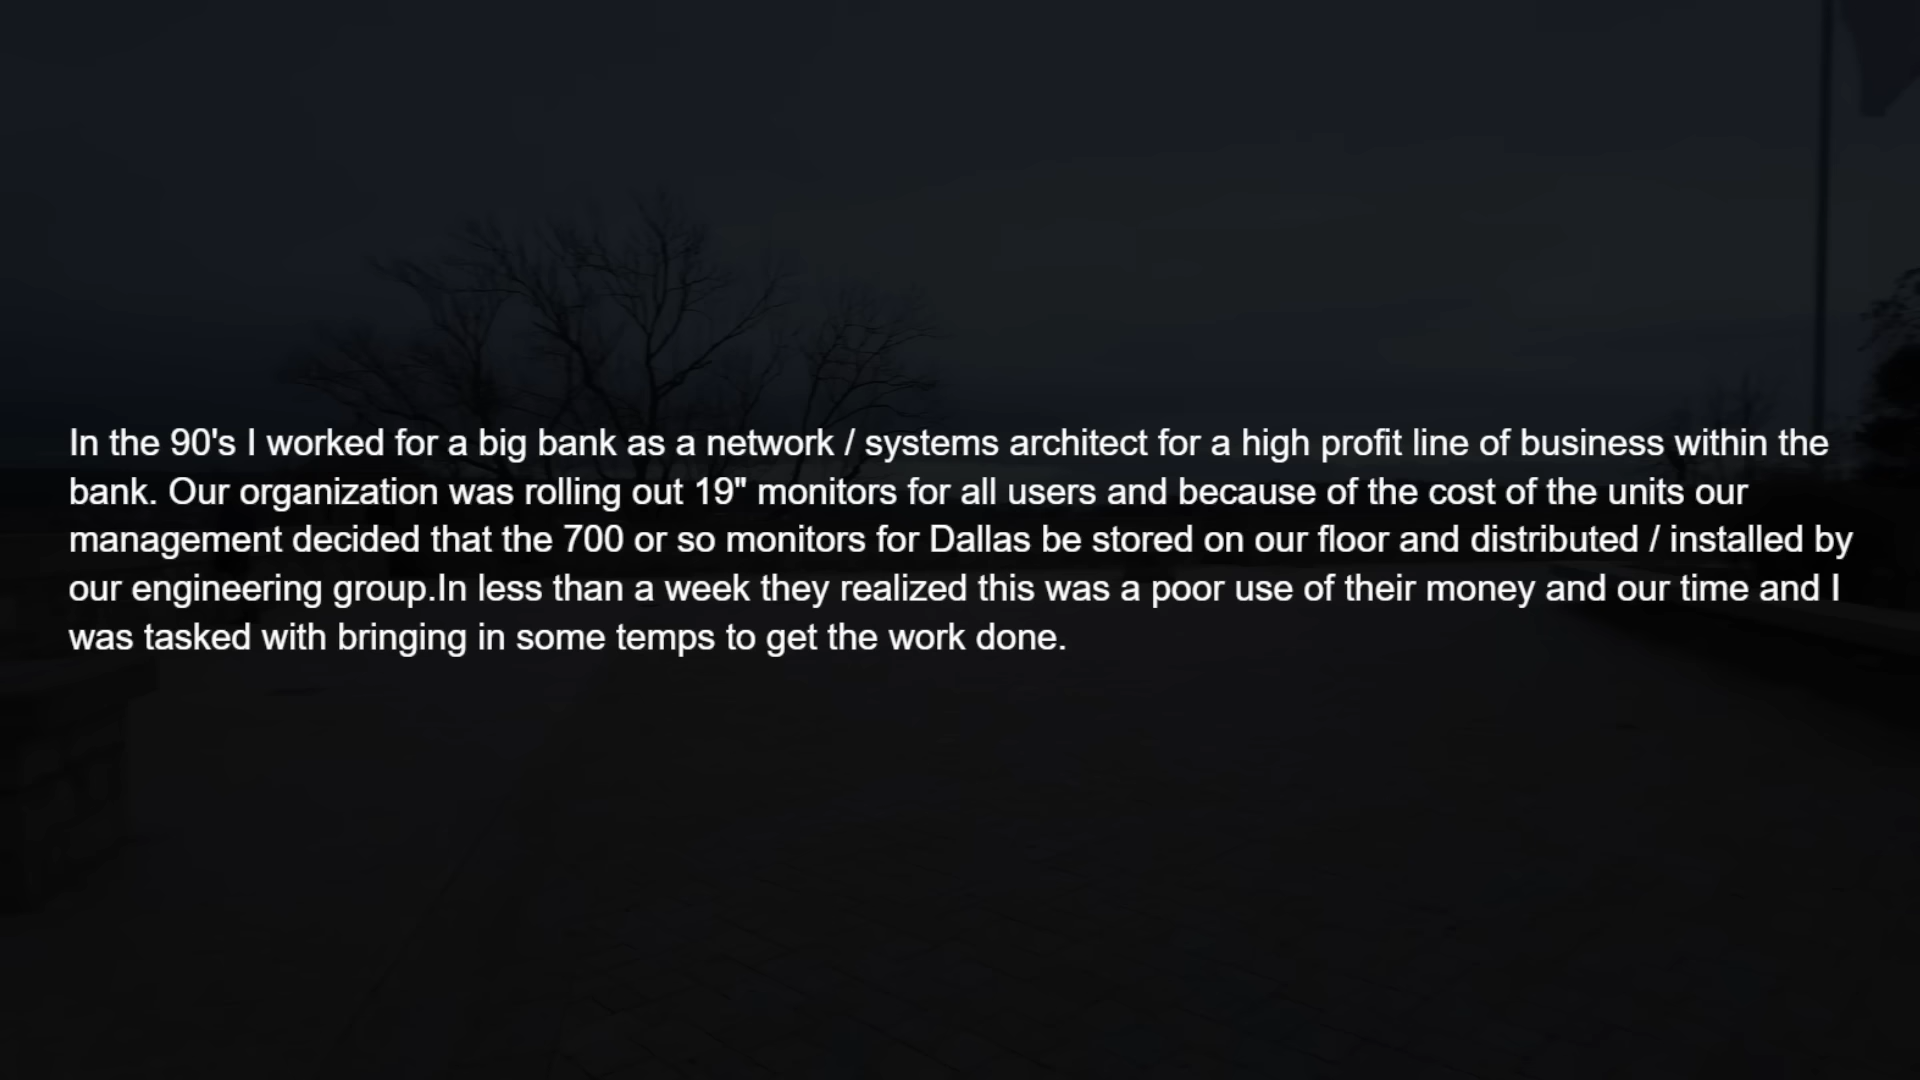 In the 90's I worked for a big bank as a network / systems architect for a high profit line of business within the
bank. Our organization was rolling out 19" monitors for all users and because of the cost of the units our
management decided that the 700 or so monitors for Dallas be stored on our floor and distributed / installed by
our engineering group.In less than a week they realized this was a poor use of their money and our time and I
was tasked with bringing in some temps to get the work done.